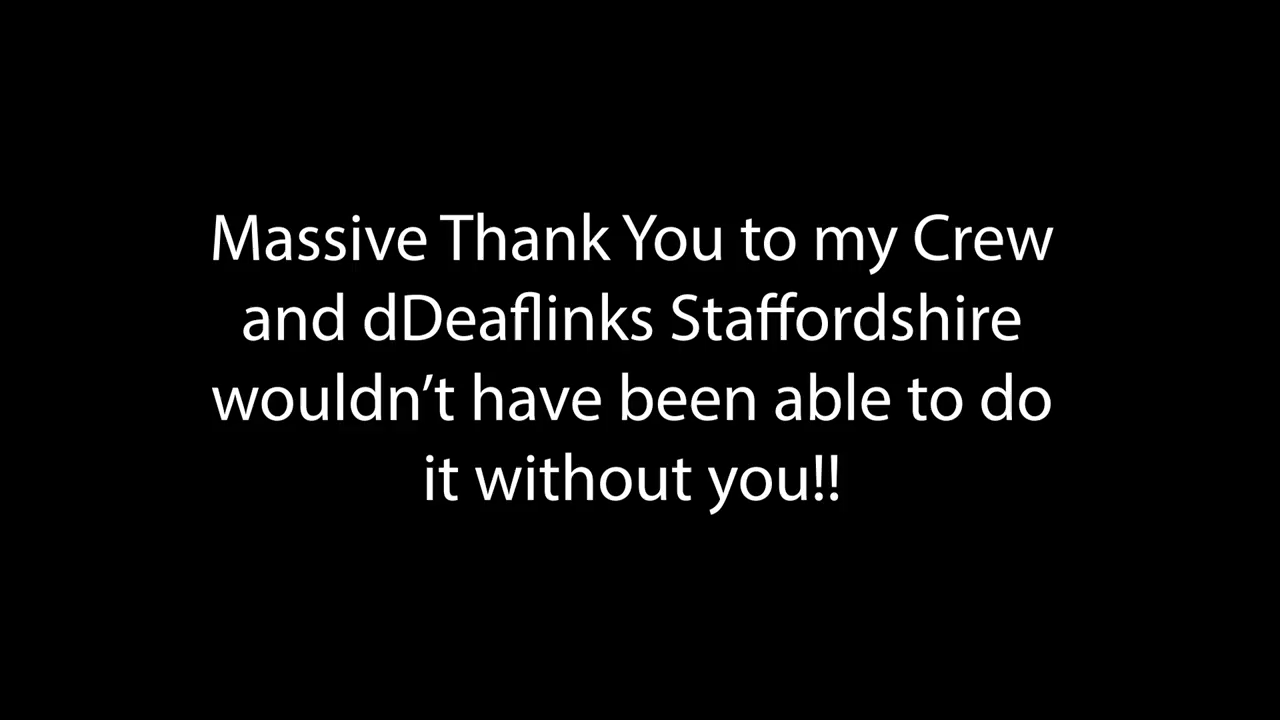 Massive Thank You to my Crew
and dDeaflinks Staffordshire
wouldn’t have been able to do
it without you!!